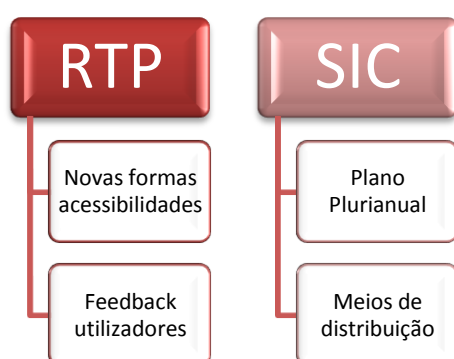 RTP
Novas formas
acessibilidades
Feedback
utilizadores
SIC
Plano
Plurianual
Meios de
distribuição